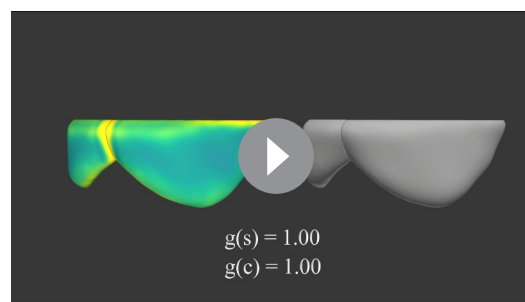 g(s) = 1.00
g(c) = 1.00